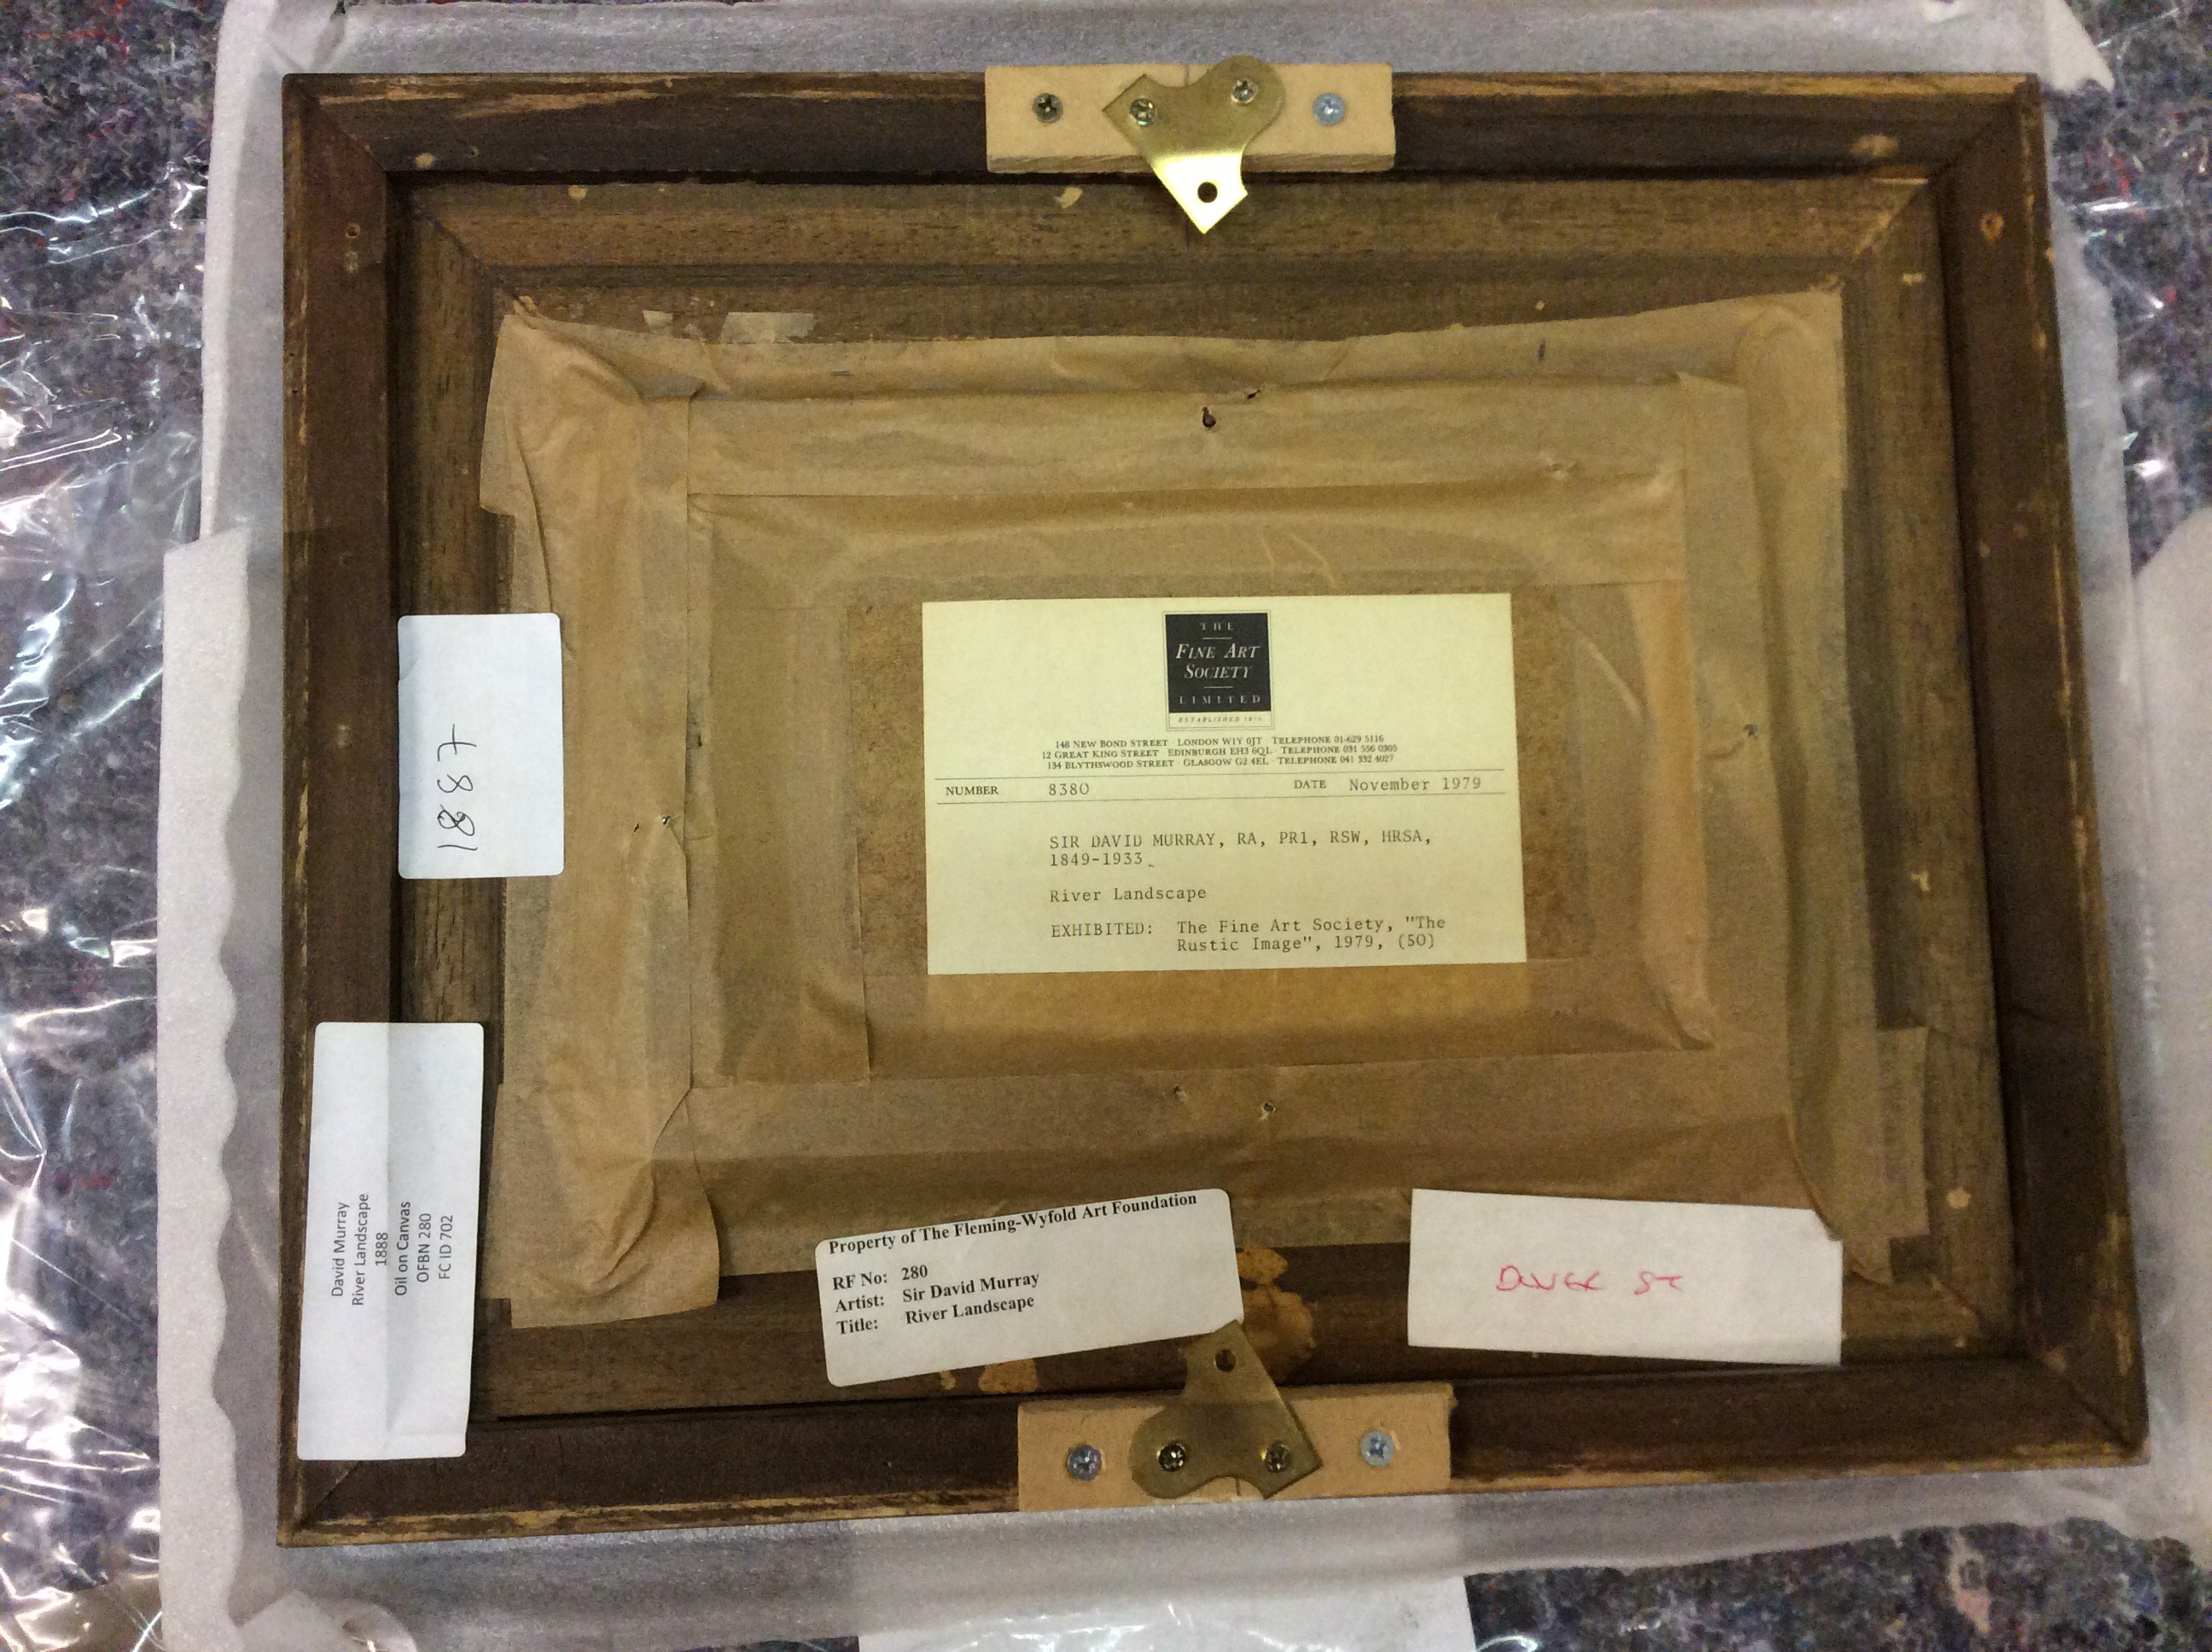 THE
FINE ART
SOCIETY
LIMITED
ESTABLISHED 1876
148 NEW BOND STREET · LONDON W1Y 0JT · TELEPHONE 01-629 5116
12 GREAT KING STREET · EDINBURGH EH3 6QL · TELEPHONE 031 556 0305
134 BLYTHSWOOD STREET · GLASGOW G2 4EL · TELEPHONE 041 332 4027
NUMBER 8380 DATE November 1979
SIR DAVID MURRAY, RA, PR1, RSW, HRSA,
1849-1933
River Landscape
EXHIBITED: The Fine Art Society, "The
Rustic Image", 1979, (50)
1887
David Murray
River Landscape
1888
Oil on Canvas
OFBN 280
FC ID 702
Property of The Fleming-Wyfold Art Foundation
RF No: 280
Artist: Sir David Murray
Title: River Landscape
DOVER ST